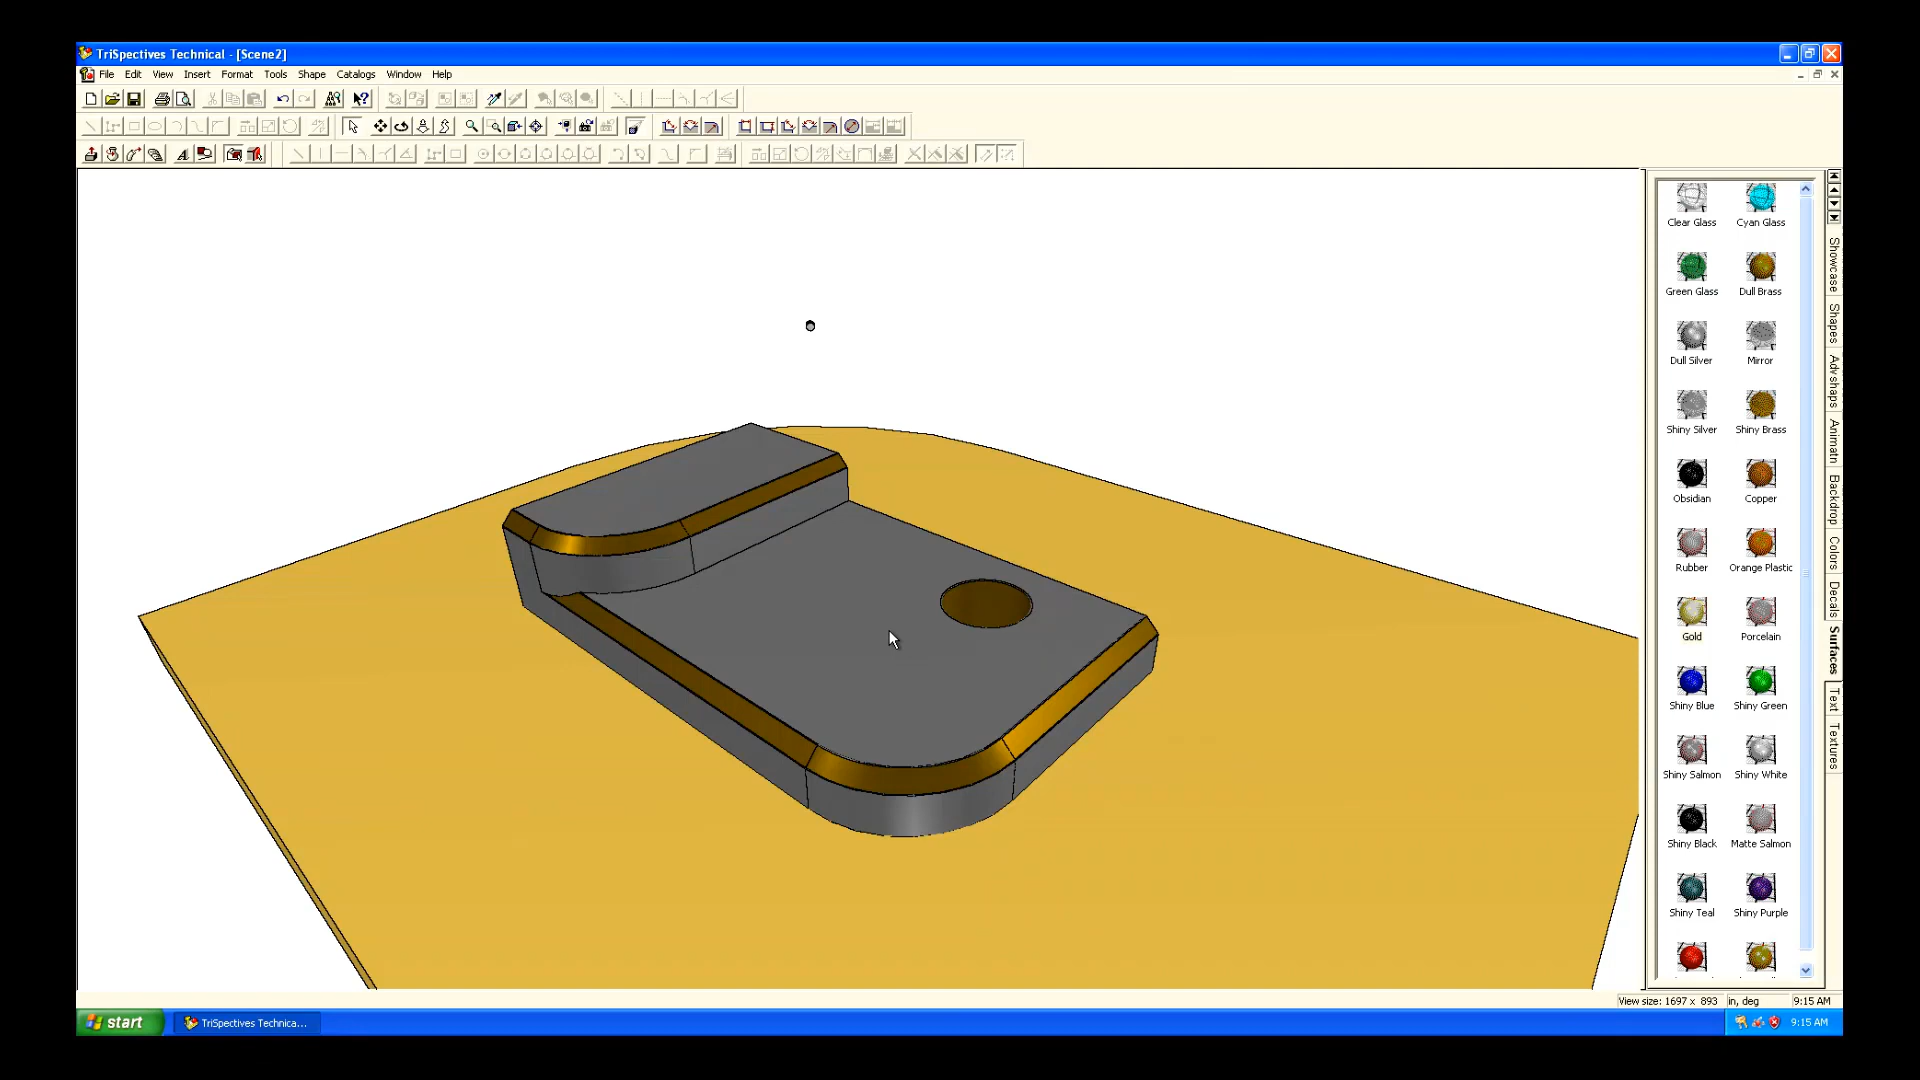 TriSpectives Technical - [Scene2]
File Edit View Insert Format Tools Shape Catalogs Window Help
Clear Glass Cyan Glass
Green Glass Dull Brass
Dull Silver Mirror
Shiny Silver Shiny Brass
Obsidian Copper
Rubber Orange Plastic
Gold Porcelain
Shiny Blue Shiny Green
Shiny Salmon Shiny White
Shiny Black Matte Salmon
Shiny Teal Shiny Purple
Showcase
Shapes
Advshaps
Animatn
Backdrop
Colors
Decals
Surfaces
Text
Textures
View size: 1697 x 893 in, deg 9:15 AM
start TriSpectives Technica... 9:15 AM